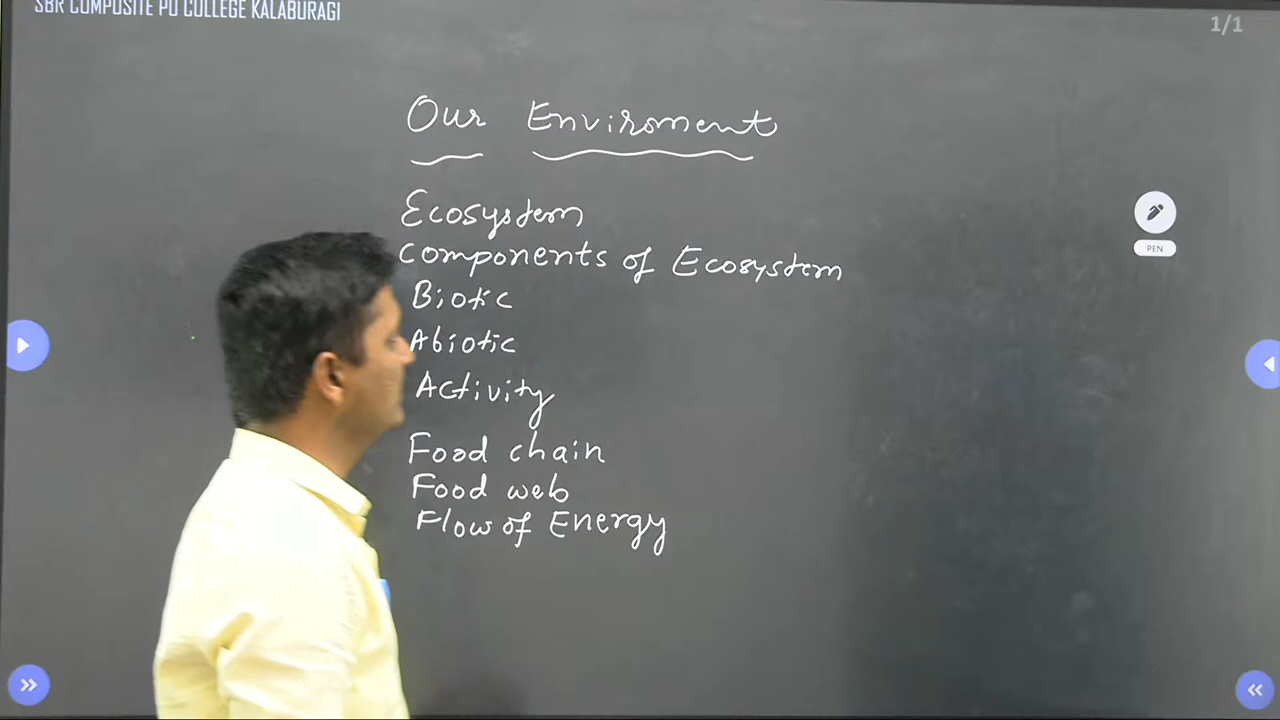 SBR COMPOSITE PU COLLEGE KALABURAGI
1/1
Our Enviroment
PEN
Ecosystem
Components of Ecosystem
Biotic
Abiotic
Activity
Food chain
Food web
Flow of Energy